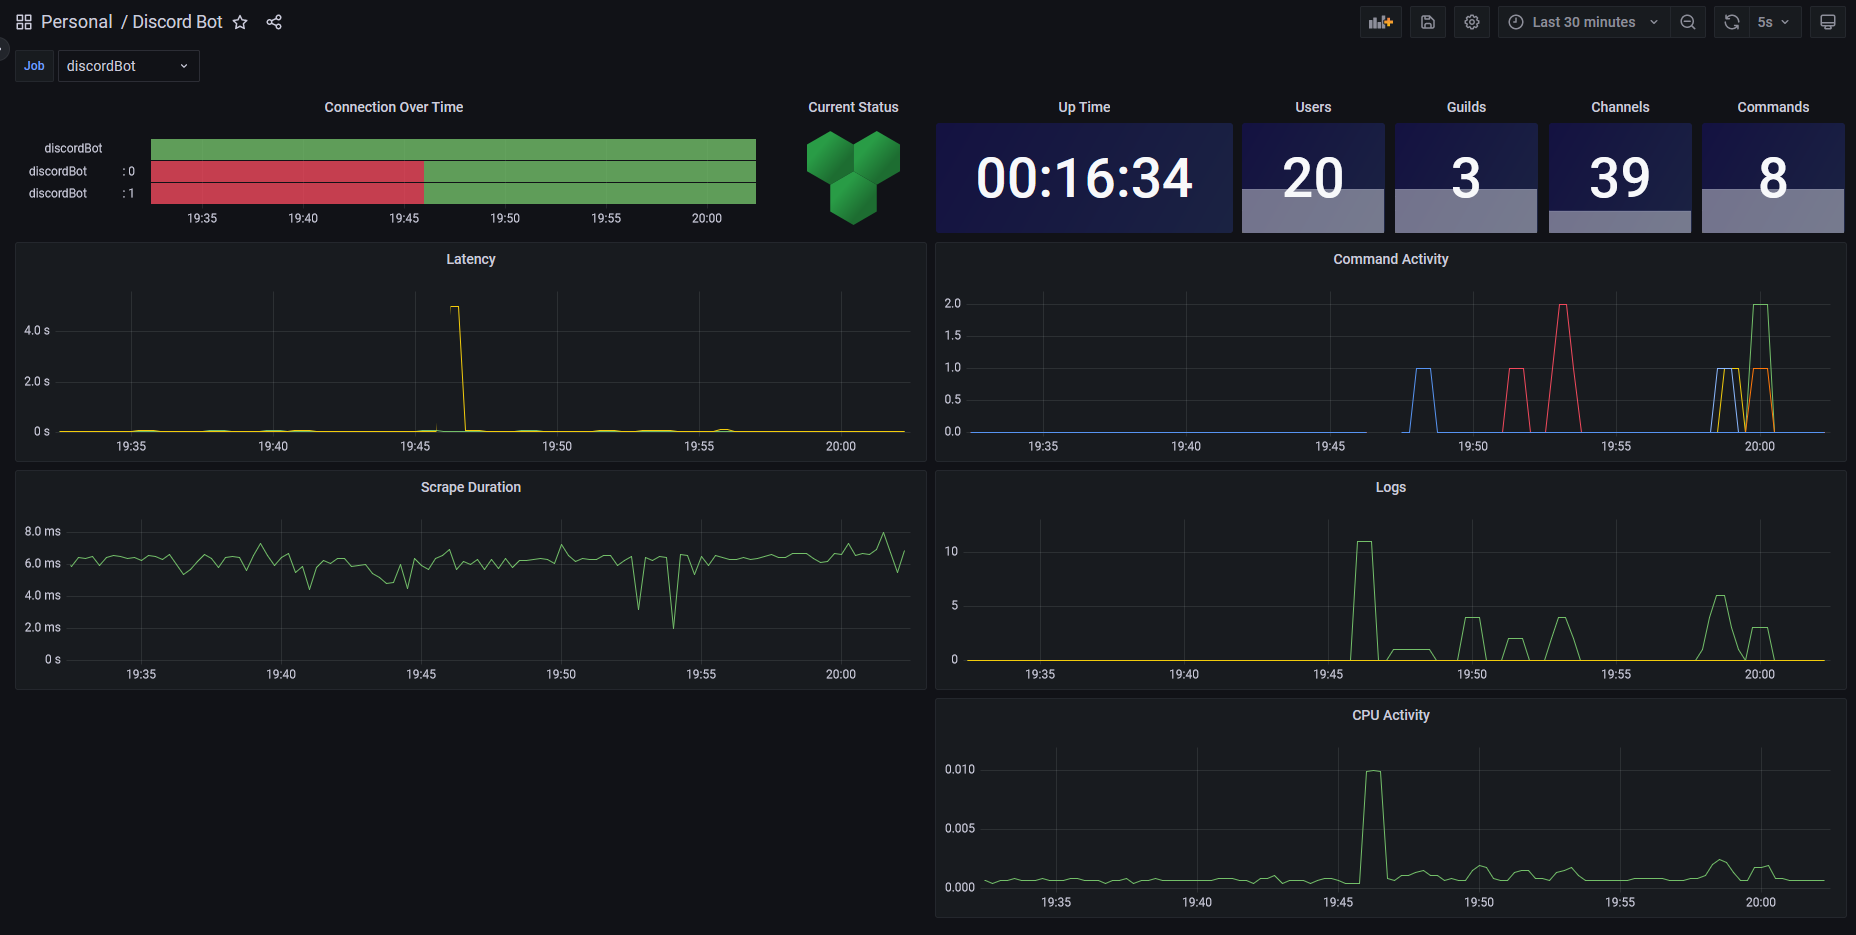 Personal / Discord Bot
Last 30 minutes
5s
Job discordBot
Connection Over Time
discordBot
discordBot : 0
discordBot : 1
19:35 19:40 19:45 19:50 19:55 20:00
Current Status
Up Time
00:16:34
Users
20
Guilds
3
Channels
39
Commands
8
Latency
4.0 s
2.0 s
0 s
19:35 19:40 19:45 19:50 19:55 20:00
Command Activity
2.0
1.5
1.0
0.5
0.0
19:35 19:40 19:45 19:50 19:55 20:00
Scrape Duration
8.0 ms
6.0 ms
4.0 ms
2.0 ms
0 s
19:35 19:40 19:45 19:50 19:55 20:00
Logs
10
5
0
19:35 19:40 19:45 19:50 19:55 20:00
CPU Activity
0.010
0.005
0.000
19:35 19:40 19:45 19:50 19:55 20:00